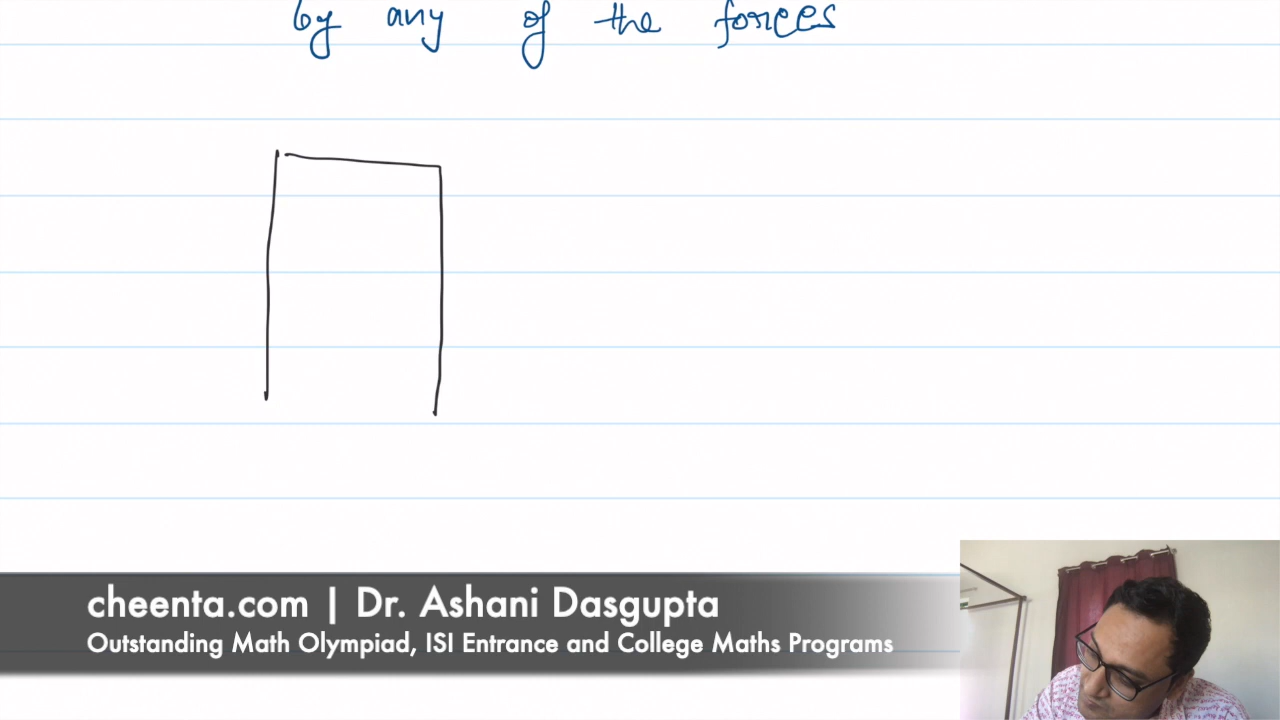 by any of the forces
cheenta.com | Dr. Ashani Dasgupta
Outstanding Math Olympiad, ISI Entrance and College Maths Programs